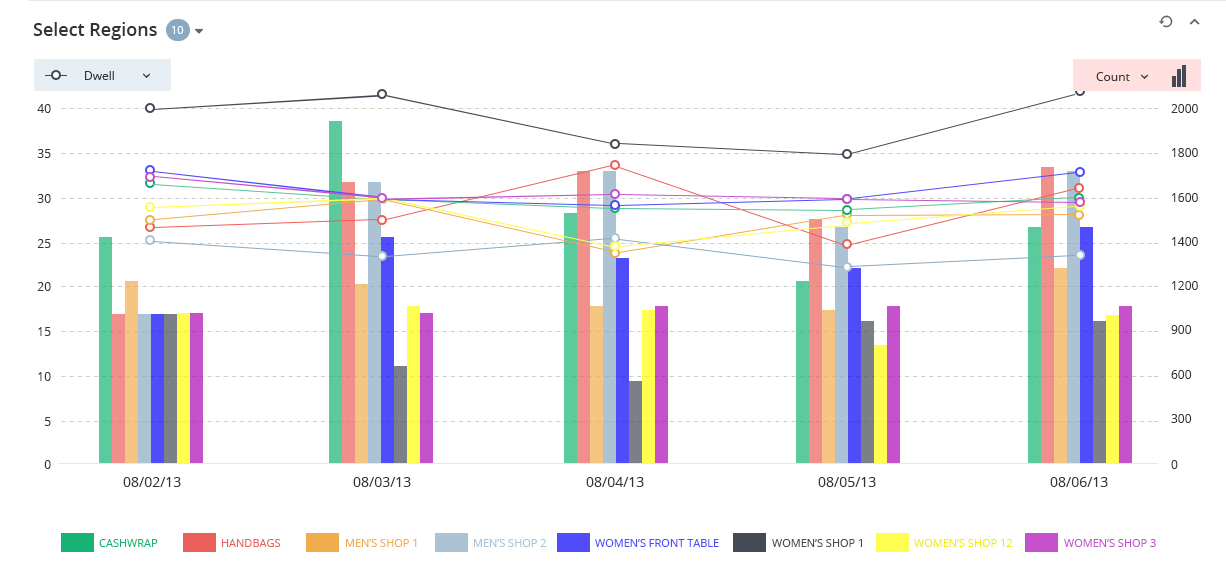 Select Regions 10
Dwell
Count
40 2000
35 1800
30 1600
25 1400
20 1200
15 900
10 600
5 300
0 0
08/02/13 08/03/13 08/04/13 08/05/13 08/06/13
CASHWRAP HANDBAGS MEN'S SHOP 1 MEN'S SHOP 2 WOMEN'S FRONT TABLE WOMEN'S SHOP 1 WOMEN'S SHOP 12 WOMEN'S SHOP 3